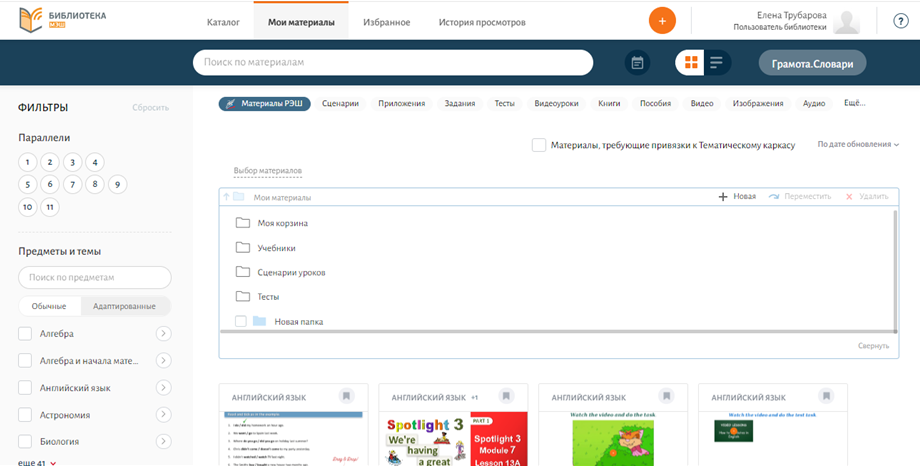 БИБЛИОТЕКА
МЭШ
Каталог
Мои материалы
Избранное
История просмотров
+
Елена Трубарова
Пользователь библиотеки
?
Поиск по материалам
Грамота.Словари
ФИЛЬТРЫ
Сбросить
Параллели
1 2 3 4
5 6 7 8 9
10 11
Предметы и темы
Поиск по предметам
Обычные
Адаптированные
Алгебра
Алгебра и начала мате...
Английский язык
Астрономия
Биология
еще 41
Материалы РЭШ
Сценарии
Приложения
Задания
Тесты
Видеоуроки
Книги
Пособия
Видео
Изображения
Аудио
Ещё...
Материалы, требующие привязки к Тематическому каркасу
По дате обновления
Выбор материалов
Мои материалы
+ Новая
Переместить
Удалить
Моя корзина
Учебники
Сценарии уроков
Тесты
Новая папка
Свернуть
АНГЛИЙСКИЙ ЯЗЫК
Drag & Drop!
АНГЛИЙСКИЙ ЯЗЫК +1
Spotlight 3
We're
having
a great
PART 1
Spotlight 3
Module 7
Lesson 13A
АНГЛИЙСКИЙ ЯЗЫК
Watch the video and do the task
АНГЛИЙСКИЙ ЯЗЫК
Watch the video and do the test task